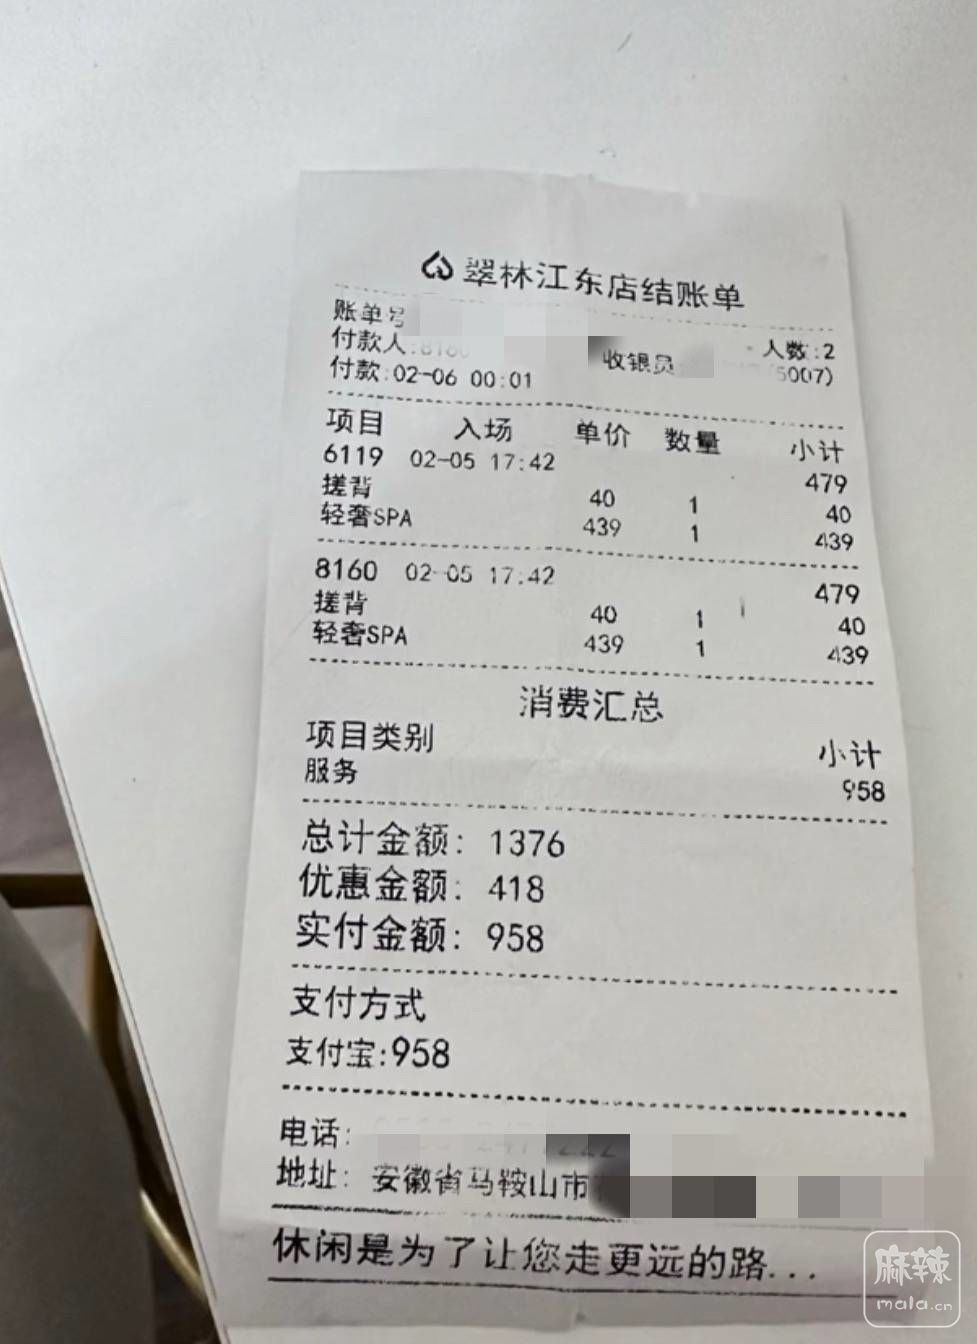 翠林江东店结账单
账单号
人数:2
付款人:8160
收银员
(5007)
付款:02-06 00:01
项目 入场 单价 数量 小计
6119 02-05 17:42 479
搓背 40 1 40
轻奢SPA 439 1 439
8160 02-05 17:42 479
搓背 40 1 40
轻奢SPA 439 1 439
消费汇总
项目类别 小计
服务 958
总计金额: 1376
优惠金额: 418
实付金额: 958
支付方式
支付宝:958
电话:
地址: 安徽省马鞍山市
休闲是为了让您走更远的路...
麻辣
mala.cn